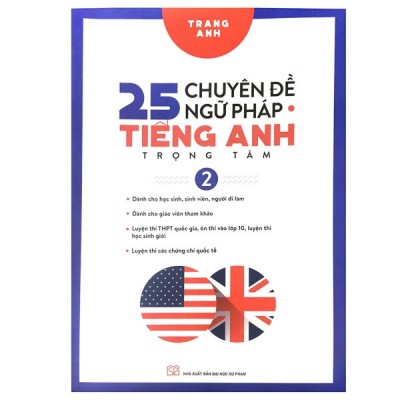 TRANG
ANH
25 CHUYÊN ĐỀ
NGỮ PHÁP
TIẾNG ANH
TRỌNG TÂM
2
• Dành cho học sinh, sinh viên, người đi làm
• Dành cho giáo viên tham khảo
• Luyện thi THPT quốc gia, ôn thi vào lớp 10, luyện thi
học sinh giỏi
• Luyện thi các chứng chỉ quốc tế
NHÀ XUẤT BẢN ĐẠI HỌC SƯ PHẠM